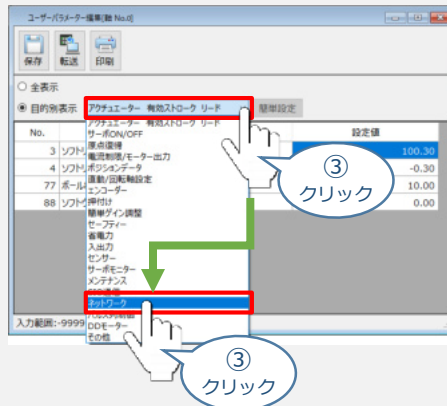 ユーザーパラメーター編集[軸 No.0]
保存 転送 印刷
全表示
目的別表示 アクチュエーター 有効ストローク リード 簡単設定
No. 設定値
3 ソフトリ 100.30
4 ソフトリ -0.30
77 ボール 10.00
88 ソフトリ 0.00
アクチュエーター 有効ストローク リード
サーボON/OFF
原点復帰
電流制限/モーター出力
ポジションデータ
直動/回転軸設定
エンコーダー
押付け
簡単ゲイン調整
セーフティー
省電力
入出力
センサー
サーボモニター
メンテナンス
ネットワーク
DDモーター
その他
入力範囲:-9999
③
クリック
③
クリック